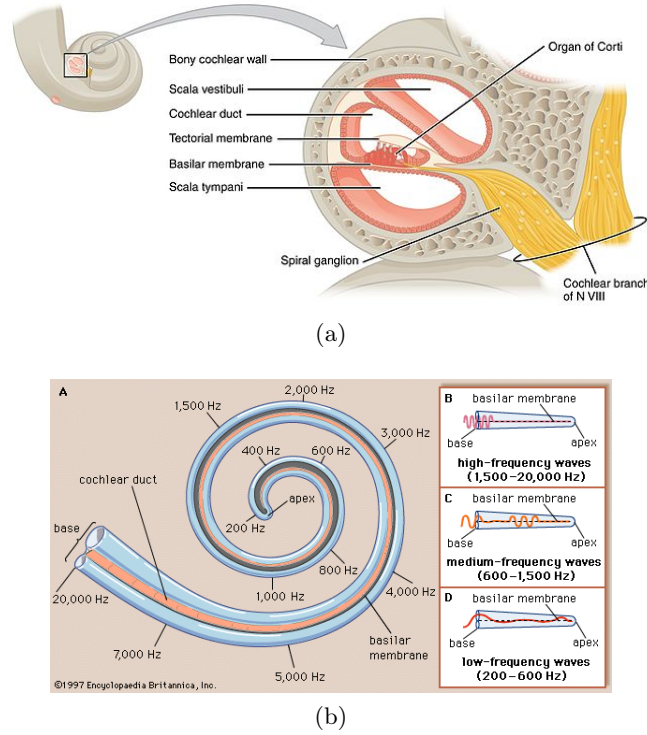 Bony cochlear wall
Scala vestibuli
Cochlear duct
Tectorial membrane
Basilar membrane
Scala tympani
Organ of Corti
Spiral ganglion
Cochlear branch
of N VIII
(a)
A
2,000 Hz
1,500 Hz
3,000 Hz
400 Hz
600 Hz
cochlear duct
apex
200 Hz
base
800 Hz
20,000 Hz
1,000 Hz
4,000 Hz
basilar
membrane
7,000 Hz
5,000 Hz
©1997 Encyclopaedia Britannica, Inc.
B
basilar membrane
base
apex
high-frequency waves
(1,500–20,000 Hz)
C
basilar membrane
base
apex
medium-frequency waves
(600–1,500 Hz)
D
basilar membrane
base
apex
low-frequency waves
(200–600 Hz)
(b)